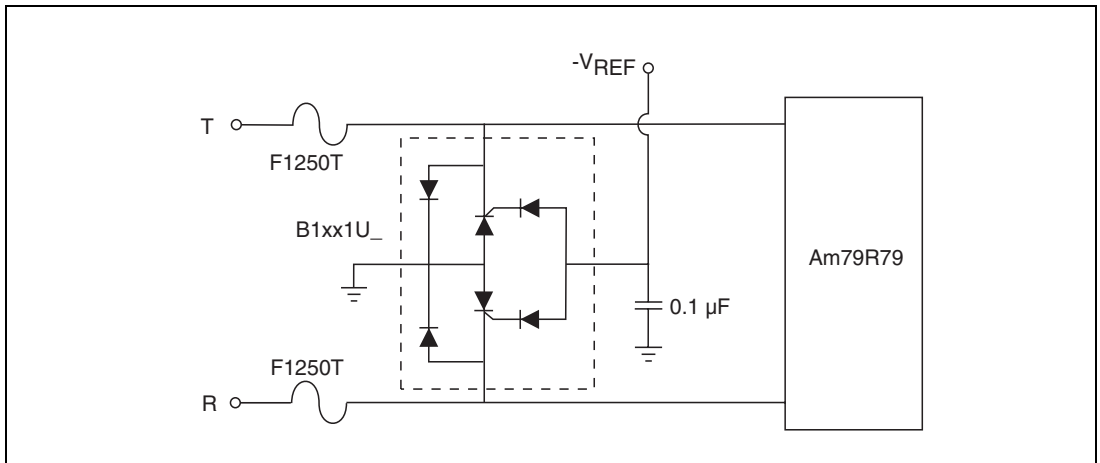 -VREF
T
F1250T
B1xx1U_
Am79R79
0.1 µF
F1250T
R